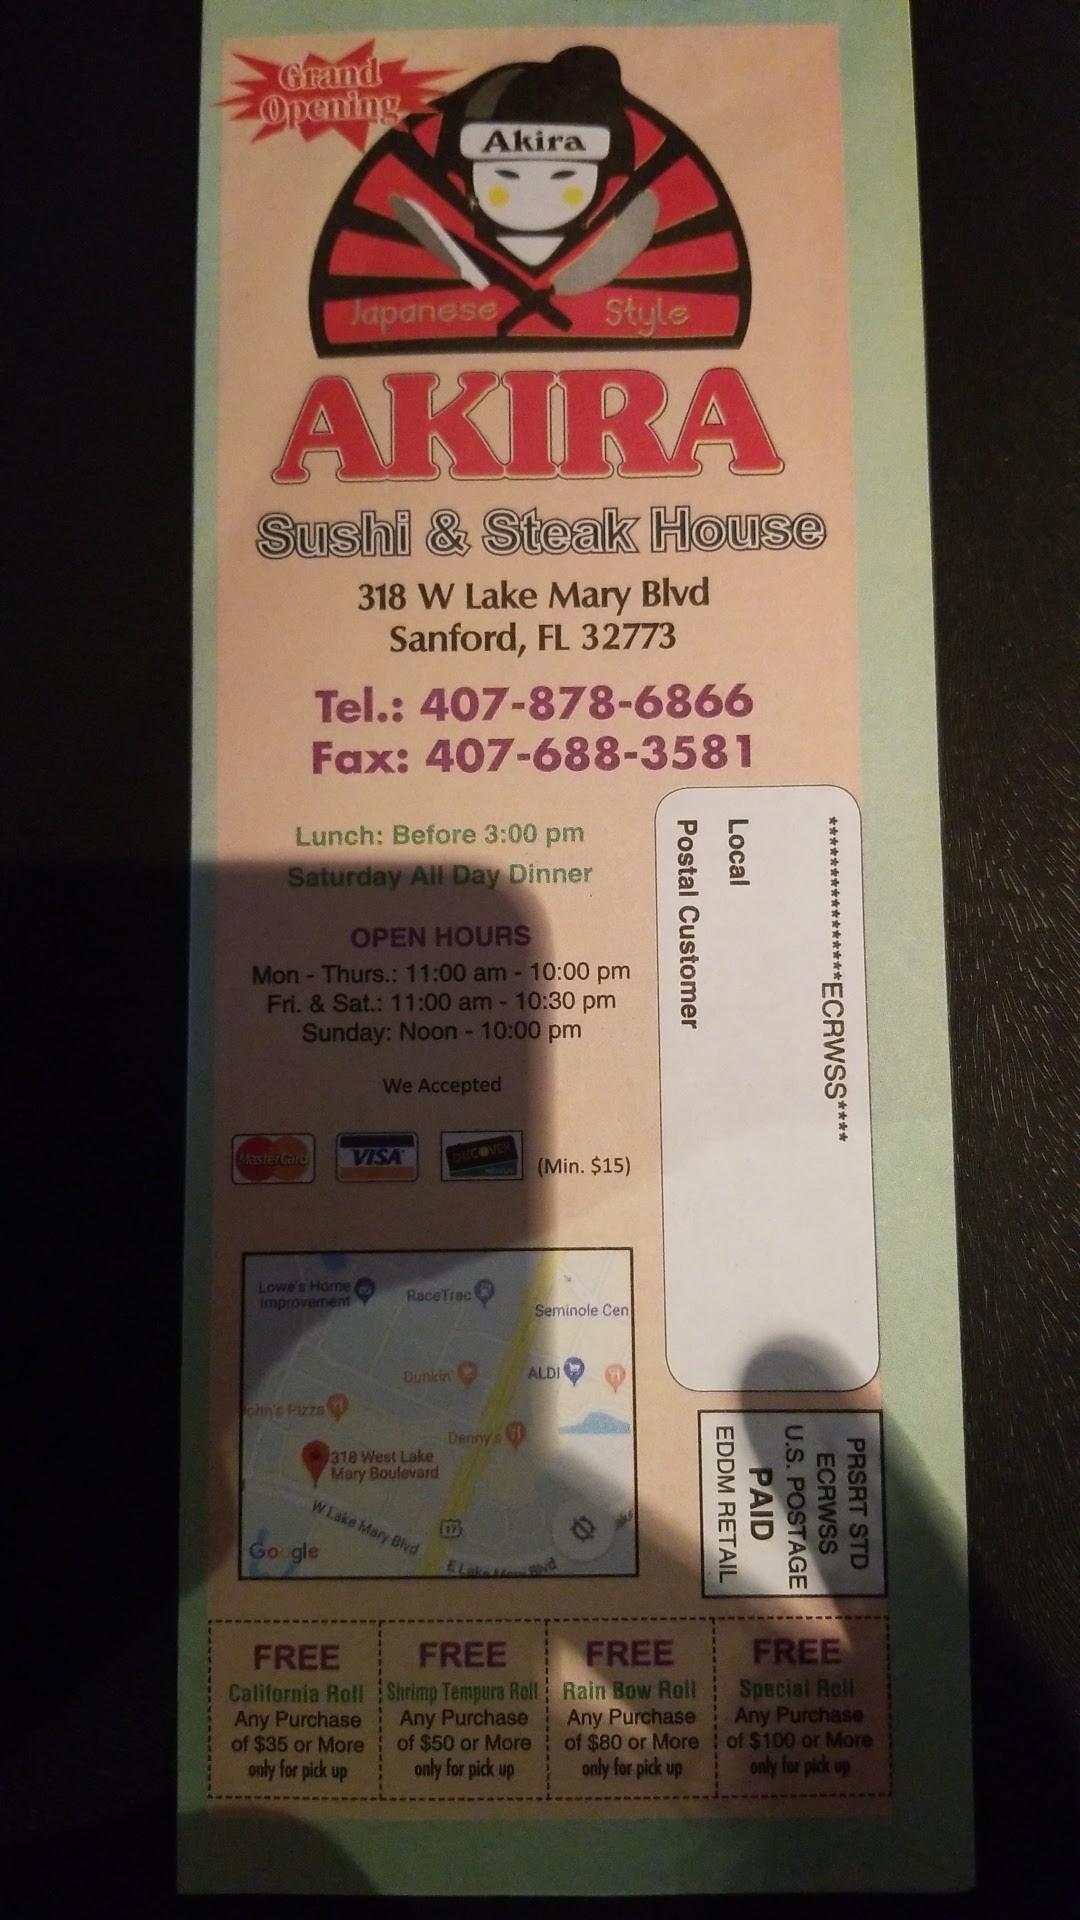 Grand
Opening
Akira
Japanese Style
AKIRA
Sushi & Steak House
318 W Lake Mary Blvd
Sanford, FL 32773
Tel.: 407-878-6866
Fax: 407-688-3581
Lunch: Before 3:00 pm
Saturday All Day Dinner
OPEN HOURS
Mon - Thurs.: 11:00 am - 10:00 pm
Fri. & Sat.: 11:00 am - 10:30 pm
Sunday: Noon - 10:00 pm
We Accepted
MasterCard
VISA
DISCOVER
(Min. $15)
*****************ECRWSS****
Local
Postal Customer
PRSRT STD
ECRWSS
U.S. POSTAGE
PAID
EDDM RETAIL
Lowe's Home
Improvement
RaceTrac
Seminole Cen
Dunkin'
ALDI
ohn's Pizza
Denny's
318 West Lake
Mary Boulevard
W Lake Mary Blvd
17
E Lake Mary Blvd
Google
FREE
California Roll
Any Purchase
of $35 or More
only for pick up
FREE
Shrimp Tempura Roll
Any Purchase
of $50 or More
only for pick up
FREE
Rain Bow Roll
Any Purchase
of $80 or More
only for pick up
FREE
Special Roll
Any Purchase
of $100 or More
only for pick up